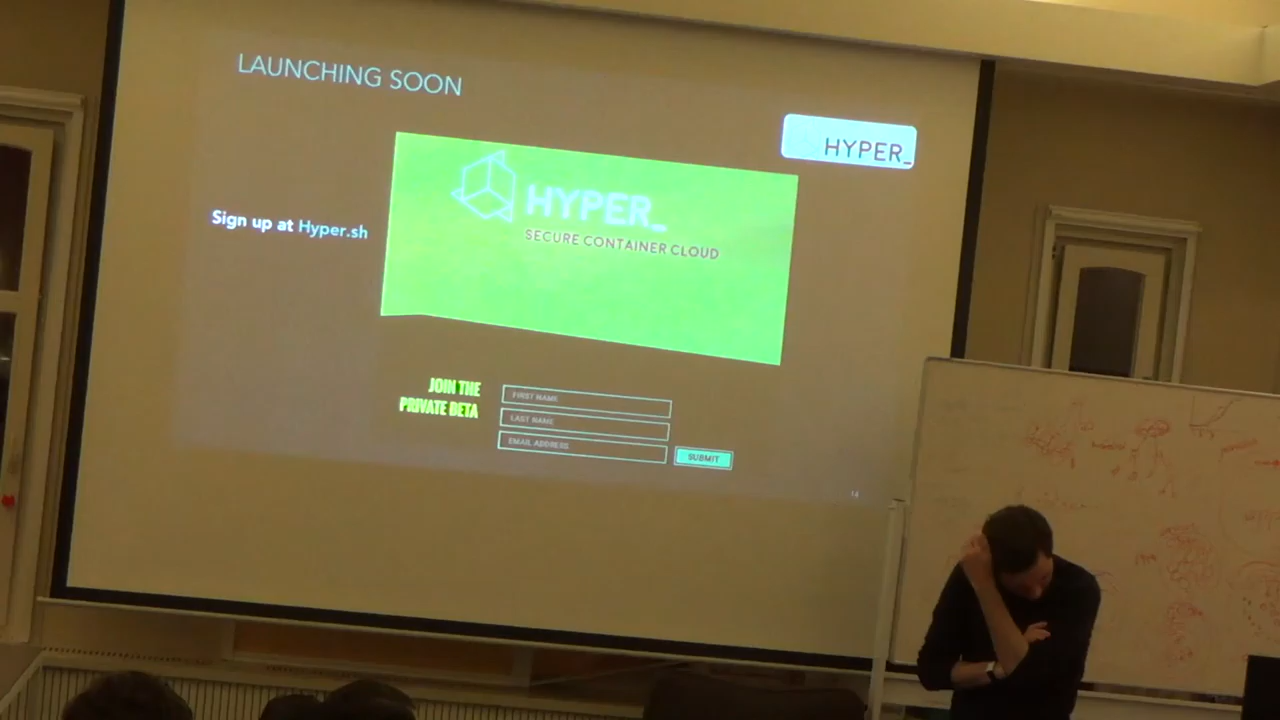 LAUNCHING SOON
HYPER_
HYPER_
SECURE CONTAINER CLOUD
Sign up at Hyper.sh
JOIN THE
PRIVATE BETA
FIRST NAME
LAST NAME
EMAIL ADDRESS
SUBMIT
14